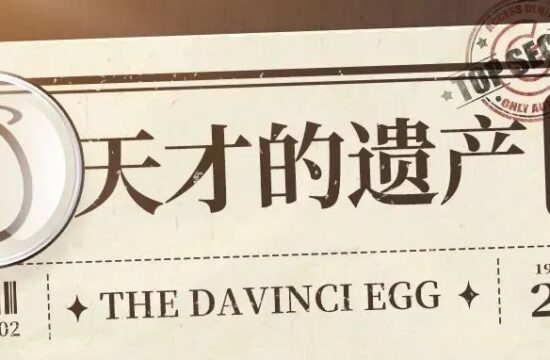 TOP SEC
ONLY AU
天才的遗产
19
THE DAVINCI EGG
02
2